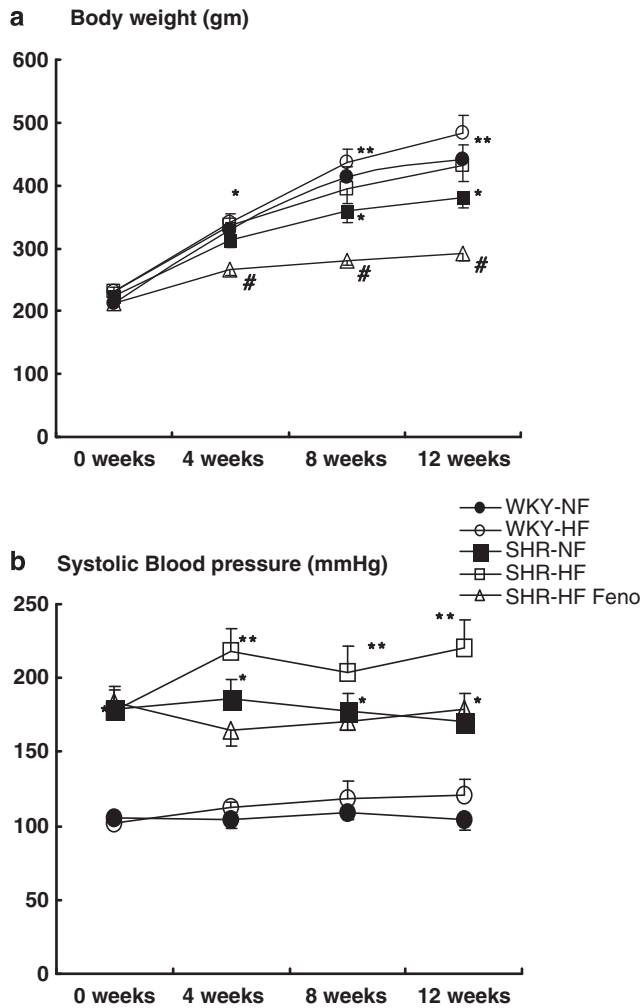 a Body weight (gm)
600
500
400
300
200
100
0
* ** **
* *
# # #
0 weeks 4 weeks 8 weeks 12 weeks
WKY-NF
WKY-HF
SHR-NF
SHR-HF
SHR-HF Feno
b Systolic Blood pressure (mmHg)
250
200
150
100
50
0
** ** **
* * * *
0 weeks 4 weeks 8 weeks 12 weeks